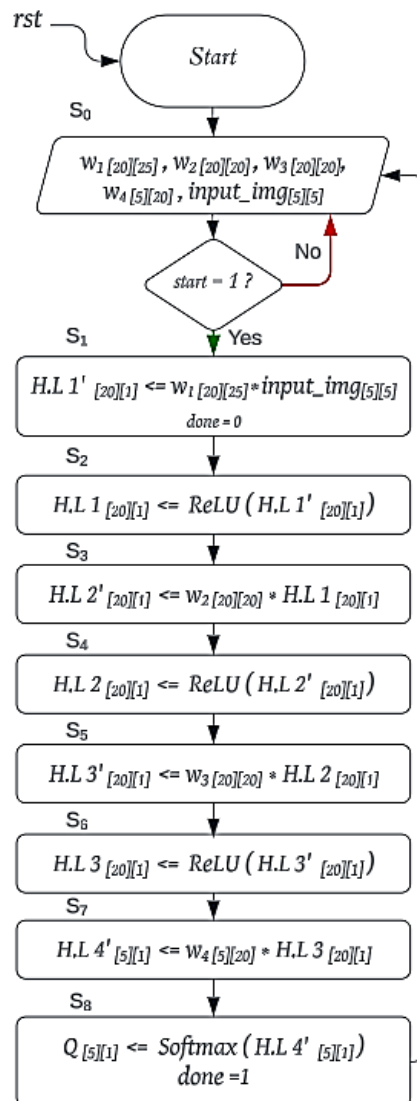 rst
Start
S₀
w₁ [20][25] , w₂ [20][20], w₃ [20][20],
w₄ [5][20] , input_img[5][5]
No
start = 1 ?
Yes
S₁
H.L 1' [20][1] <= w₁ [20][25]*input_img[5][5]
done = 0
S₂
H.L 1 [20][1] <= ReLU ( H.L 1' [20][1])
S₃
H.L 2' [20][1] <= w₂ [20][20] * H.L 1 [20][1]
S₄
H.L 2 [20][1] <= ReLU ( H.L 2' [20][1])
S₅
H.L 3' [20][1] <= w₃ [20][20] * H.L 2 [20][1]
S₆
H.L 3 [20][1] <= ReLU ( H.L 3' [20][1])
S₇
H.L 4' [5][1] <= w₄ [5][20] * H.L 3 [20][1]
S₈
Q [5][1] <= Softmax ( H.L 4' [5][1])
done =1